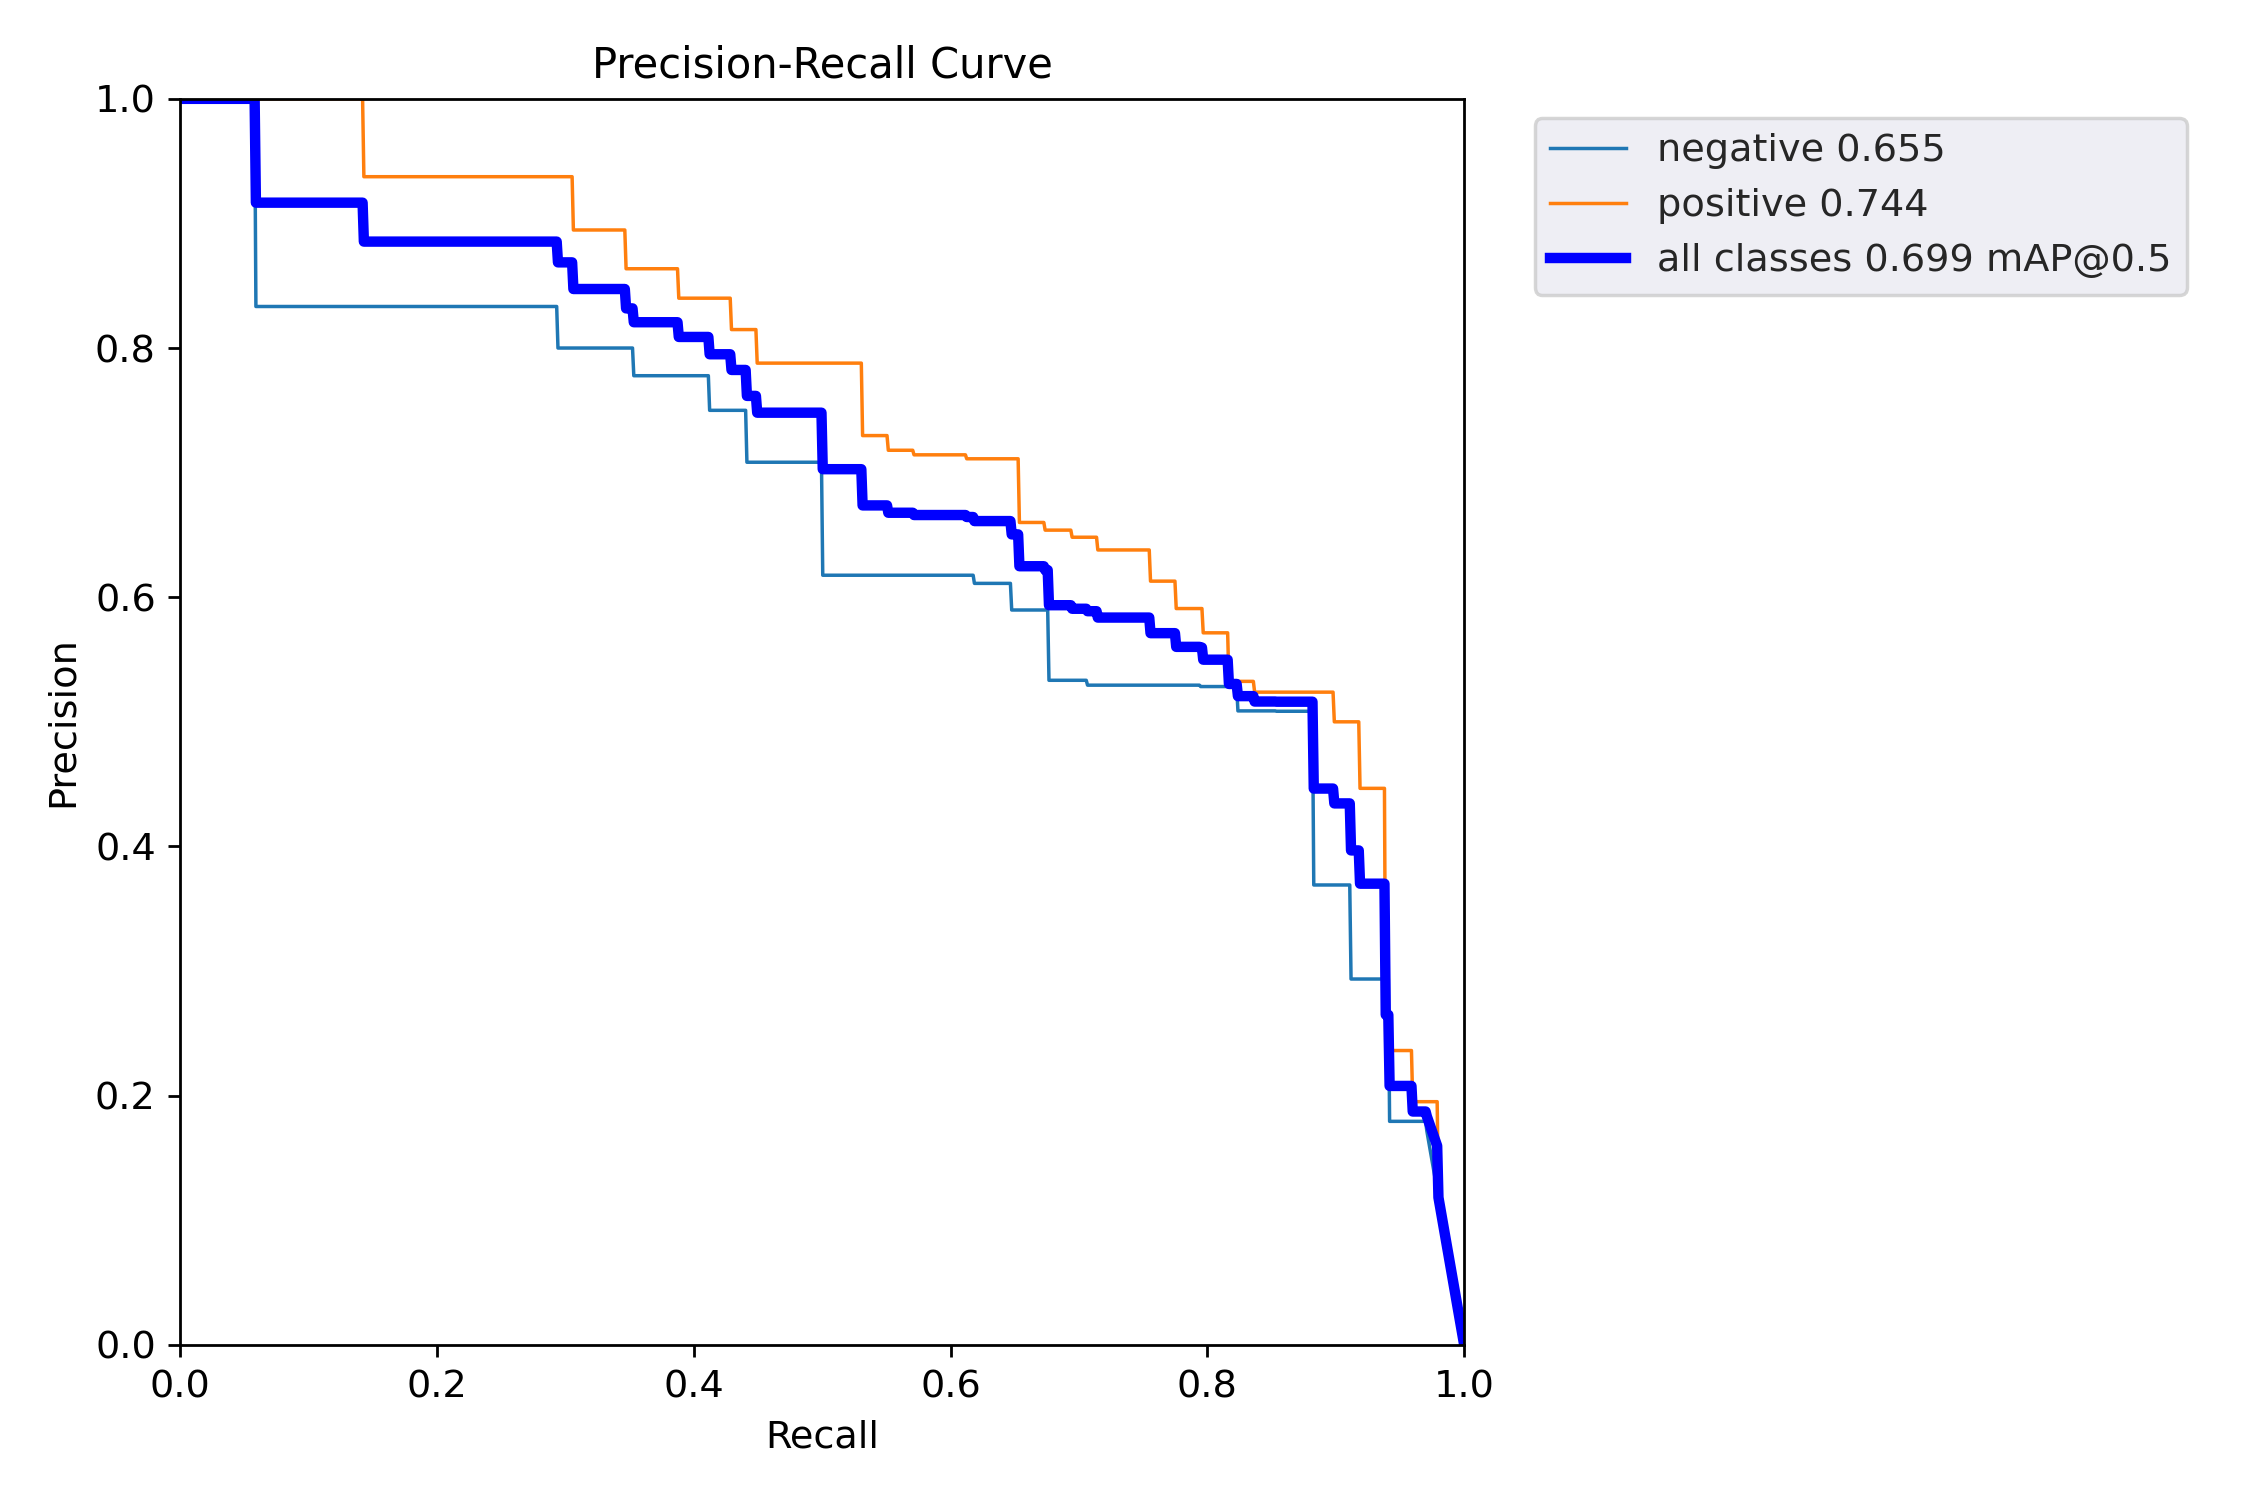 Precision-Recall Curve
1.0
0.8
0.6
0.4
0.2
0.0
Precision
0.0 0.2 0.4 0.6 0.8 1.0
Recall
negative 0.655
positive 0.744
all classes 0.699 mAP@0.5